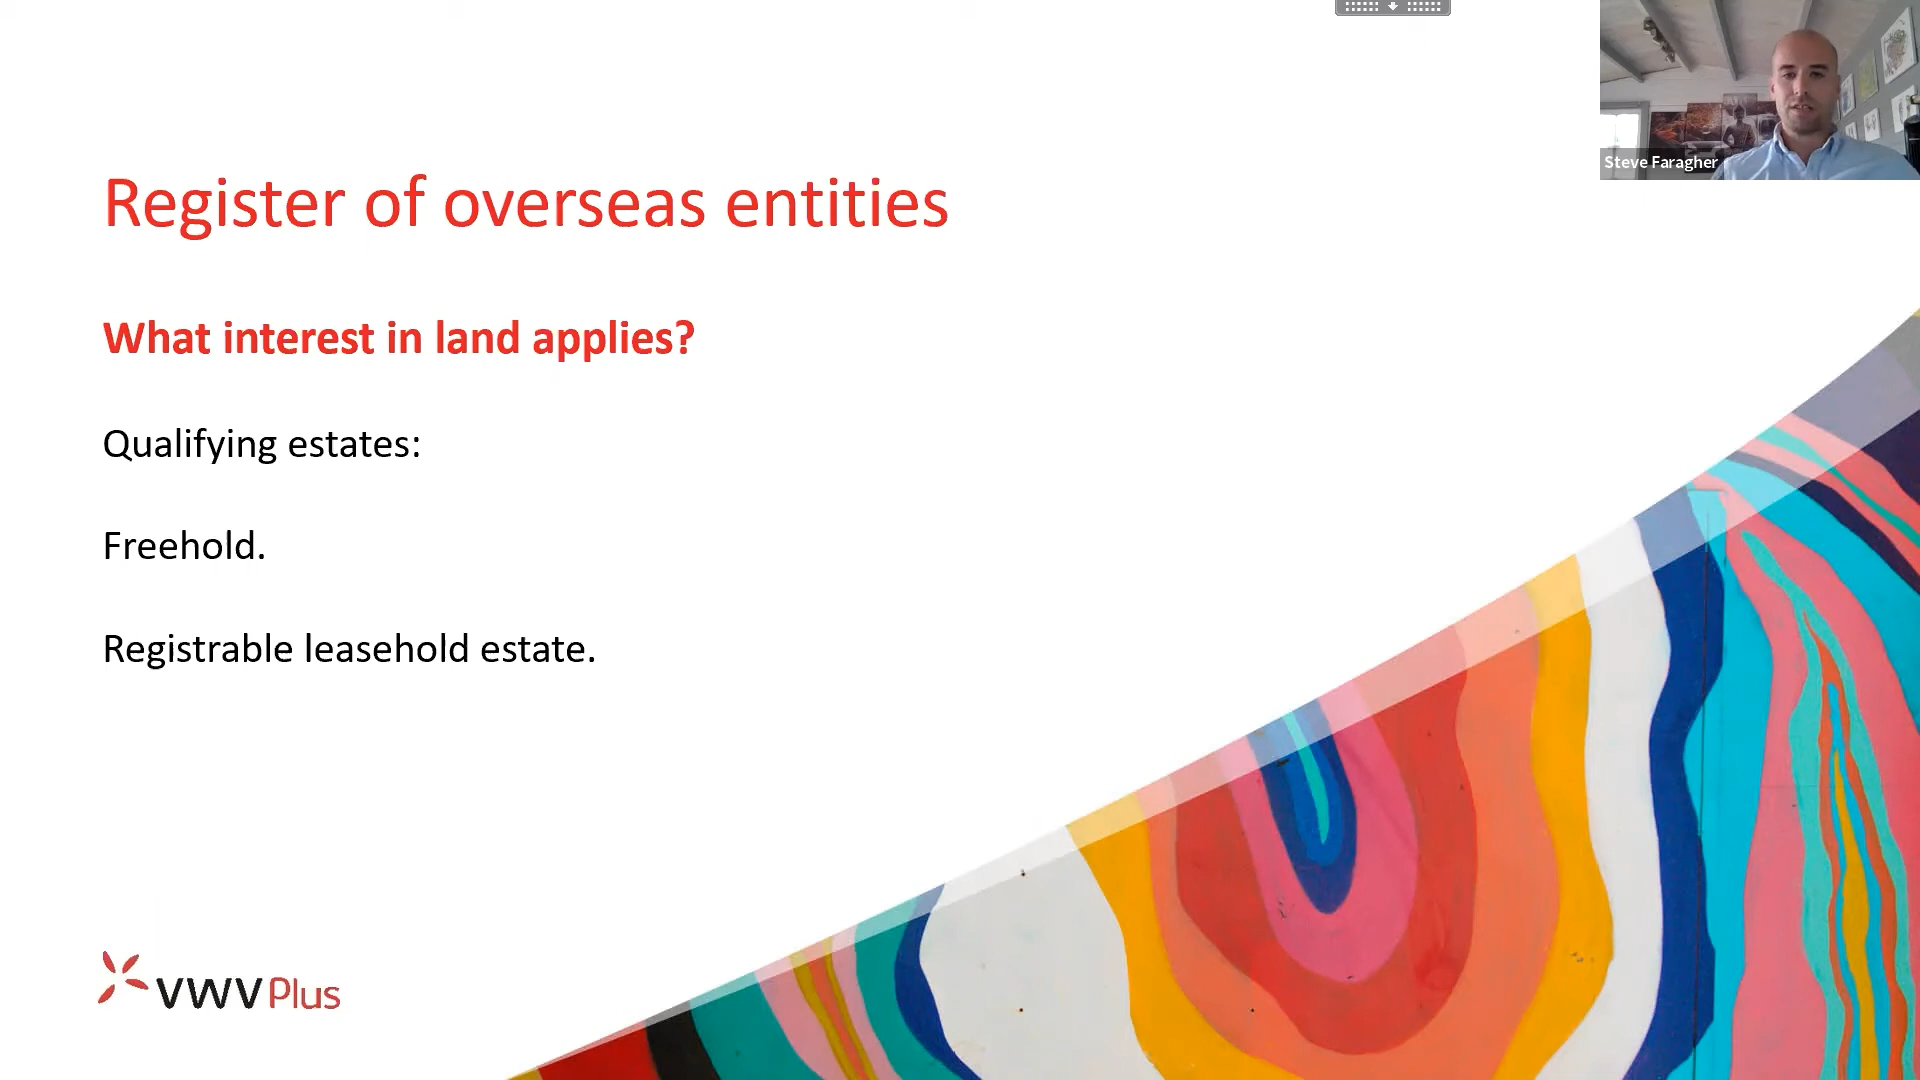 Steve Faragher
Register of overseas entities
What interest in land applies?
Qualifying estates:
Freehold.
Registrable leasehold estate.
VWV Plus